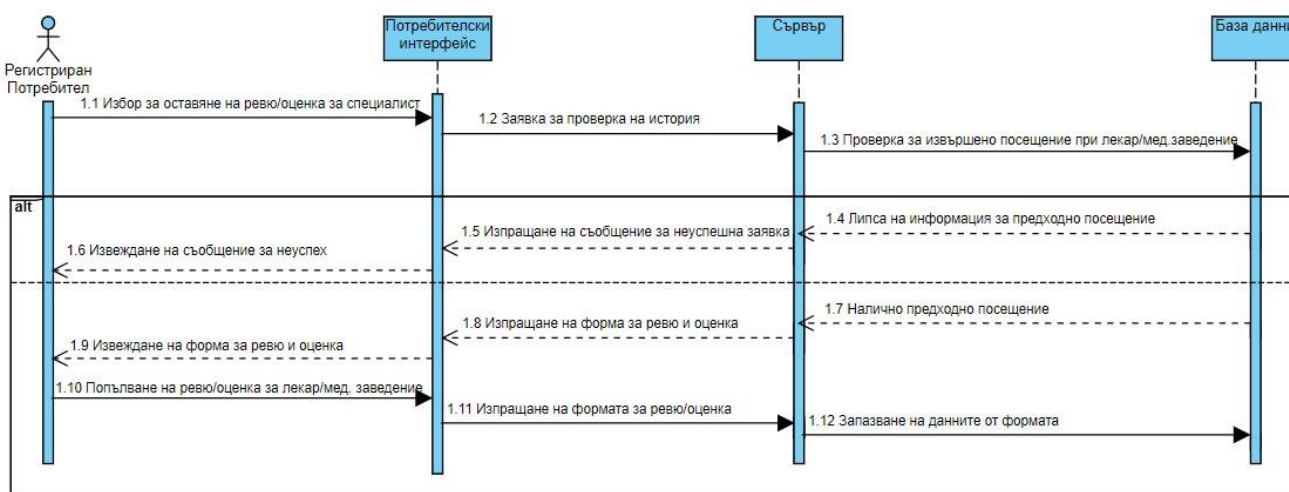 Потребителски
интерфейс
Сървър
База данни
Регистриран
Потребител
1.1 Избор за оставяне на ревю/оценка за специалист
1.2 Заявка за проверка на история
1.3 Проверка за извършено посещение при лекар/мед.заведение
alt
1.4 Липса на информация за предходно посещение
1.5 Изпращане на съобщение за неуспешна заявка
1.6 Извеждане на съобщение за неуспех
1.7 Налично предходно посещение
1.8 Изпращане на форма за ревю и оценка
1.9 Извеждане на форма за ревю и оценка
1.10 Попълване на ревю/оценка за лекар/мед. заведение
1.11 Изпращане на формата за ревю/оценка
1.12 Запазване на данните от формата